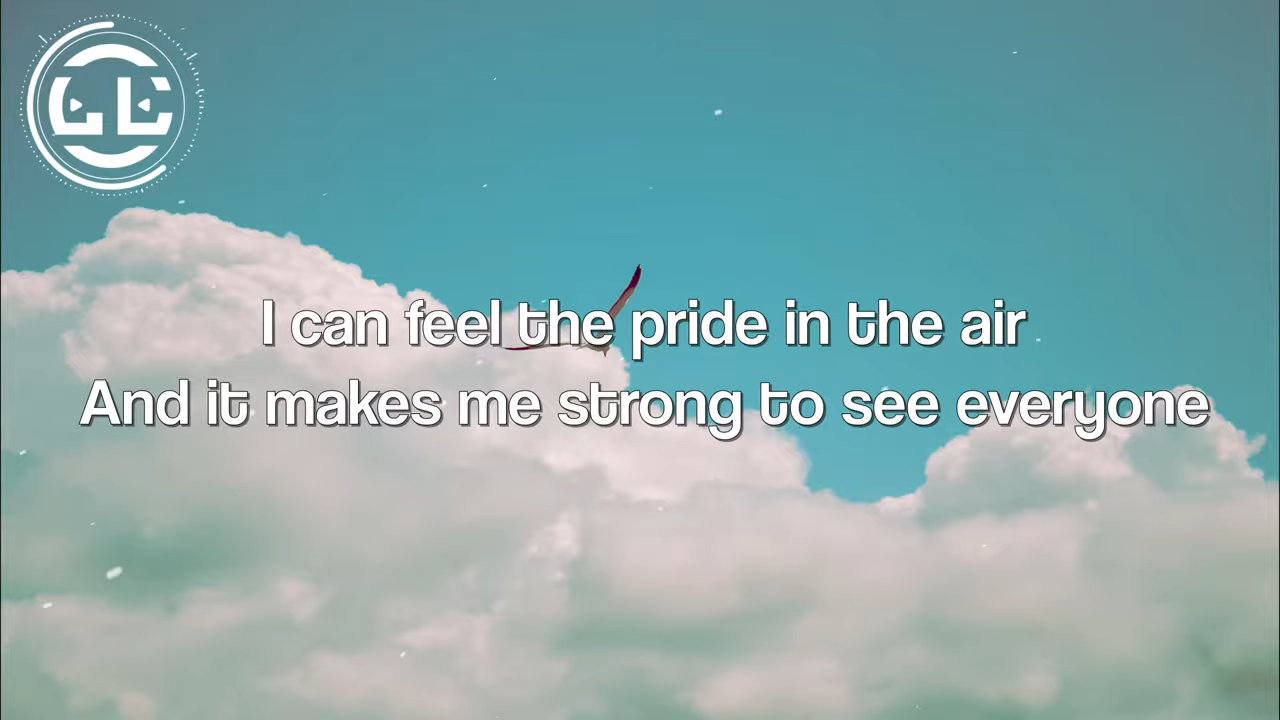 I can feel the pride in the air
And it makes me strong to see everyone